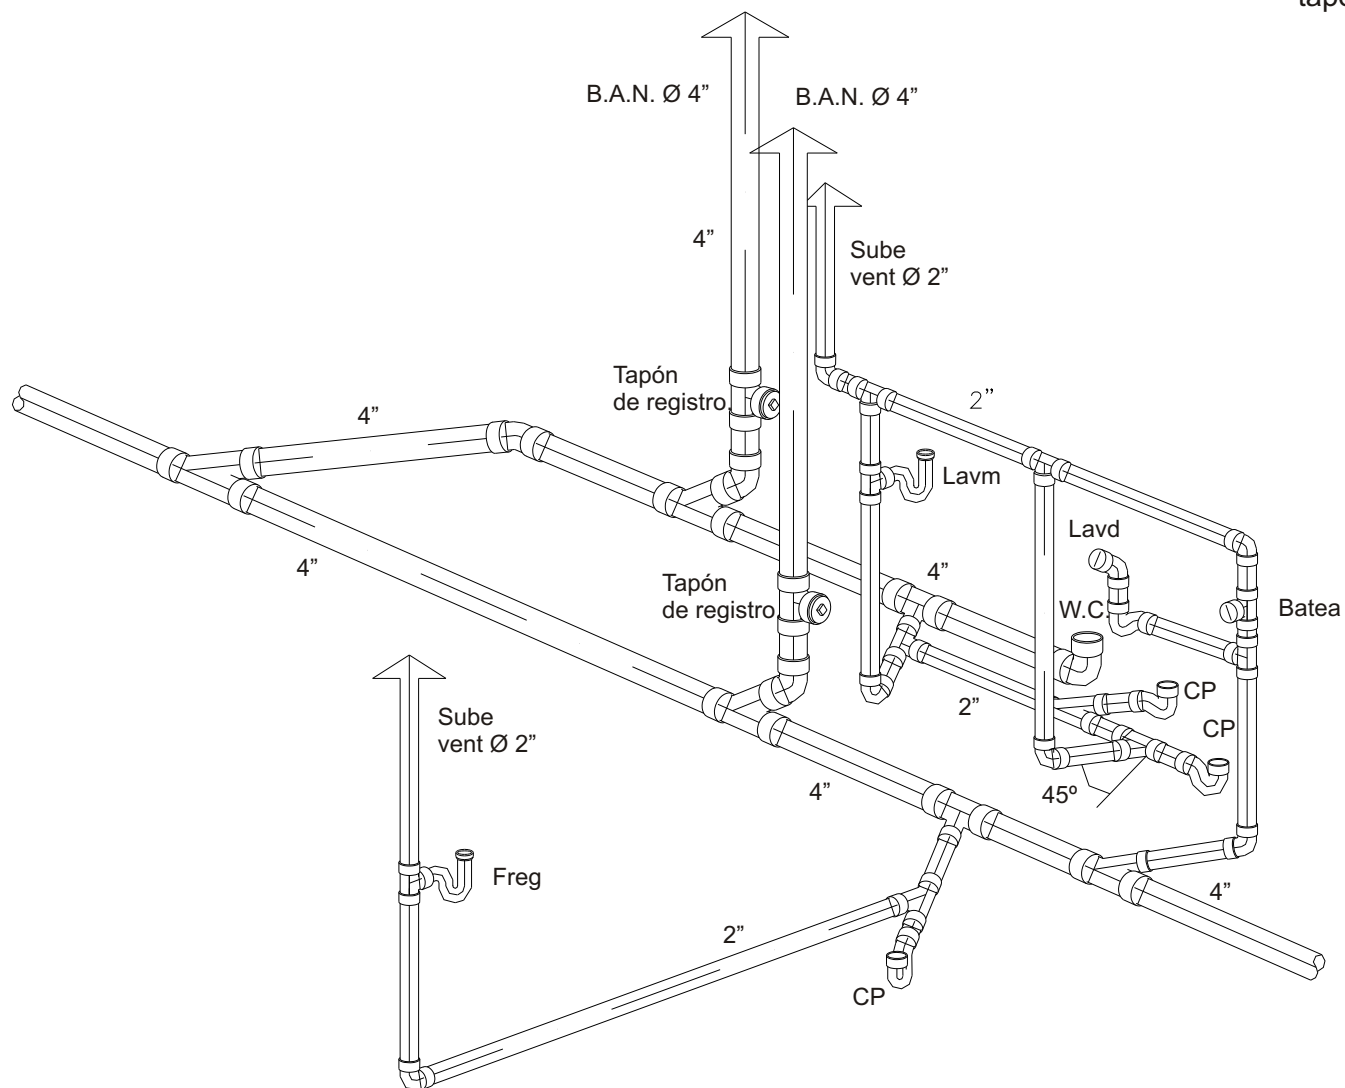 tapo
B.A.N. Ø 4”
B.A.N. Ø 4”
4”
Sube
vent Ø 2”
Tapón
de registro
2”
4”
Lavm
Lavd
4”
4”
Tapón
de registro
W.C.
Batea
CP
2”
CP
Sube
vent Ø 2”
4”
45º
Freg
4”
2”
CP